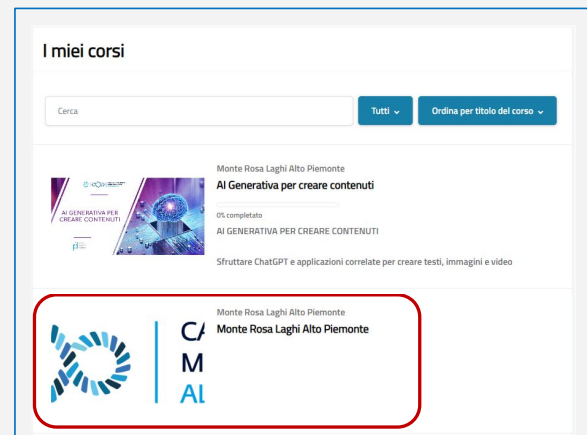 I miei corsi
Cerca
Tutti
Ordina per titolo del corso
Monte Rosa Laghi Alto Piemonte
AI Generativa per creare contenuti
AI GENERATIVA PER
CREARE CONTENUTI
0% completato
AI GENERATIVA PER CREARE CONTENUTI
Sfruttare ChatGPT e applicazioni correlate per creare testi, immagini e video
Monte Rosa Laghi Alto Piemonte
Monte Rosa Laghi Alto Piemonte
CA
M
AL